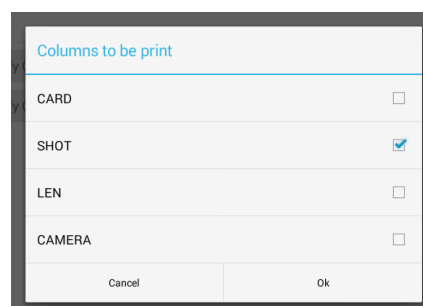 Columns to be print
CARD
SHOT
LEN
CAMERA
Cancel Ok